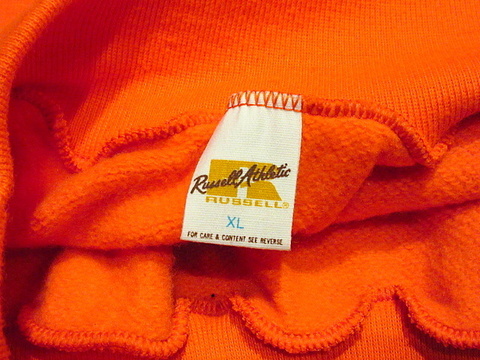 Russell Athletic
RUSSELL®
XL
FOR CARE & CONTENT SEE REVERSE